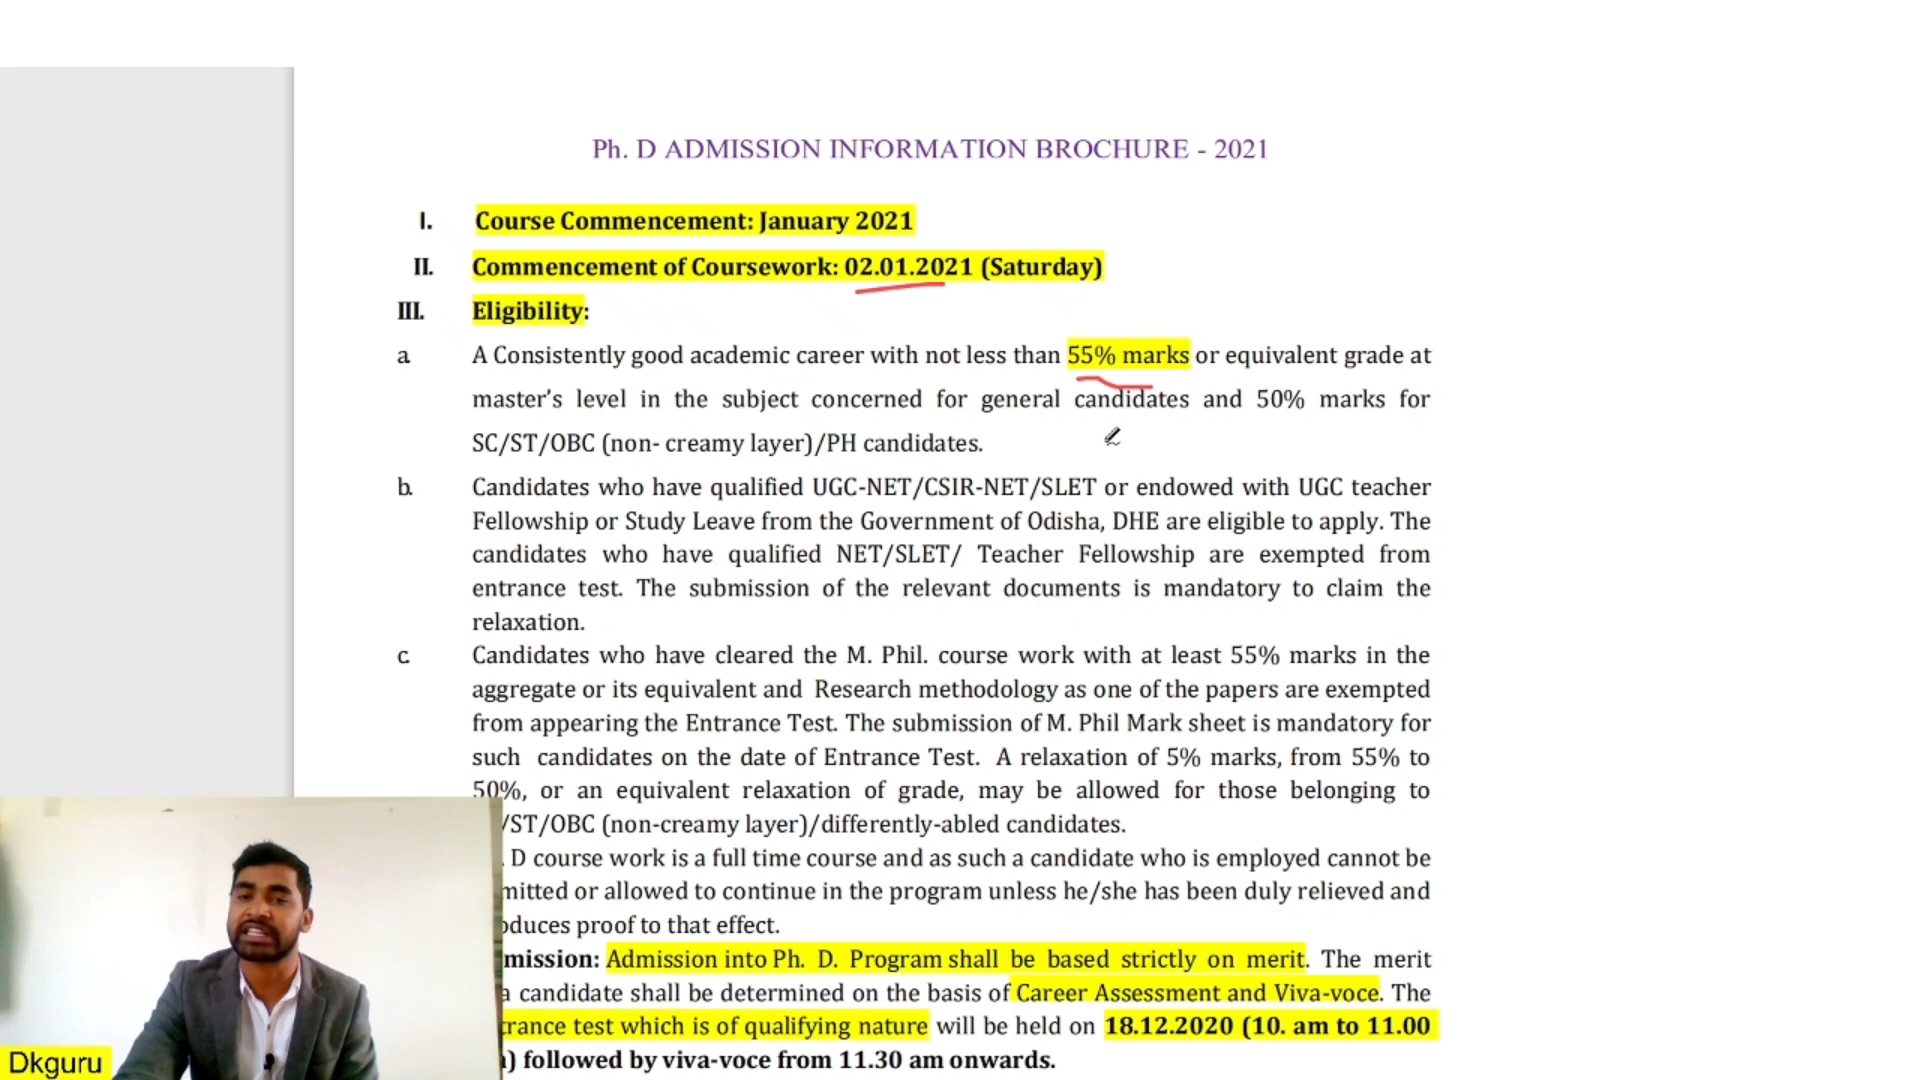 Ph. D ADMISSION INFORMATION BROCHURE - 2021
I. Course Commencement: January 2021
II. Commencement of Coursework: 02.01.2021 (Saturday)
III. Eligibility:
a. A Consistently good academic career with not less than 55% marks or equivalent grade at
master’s level in the subject concerned for general candidates and 50% marks for
SC/ST/OBC (non- creamy layer)/PH candidates.
b. Candidates who have qualified UGC-NET/CSIR-NET/SLET or endowed with UGC teacher
Fellowship or Study Leave from the Government of Odisha, DHE are eligible to apply. The
candidates who have qualified NET/SLET/ Teacher Fellowship are exempted from
entrance test. The submission of the relevant documents is mandatory to claim the
relaxation.
c. Candidates who have cleared the M. Phil. course work with at least 55% marks in the
aggregate or its equivalent and Research methodology as one of the papers are exempted
from appearing the Entrance Test. The submission of M. Phil Mark sheet is mandatory for
such candidates on the date of Entrance Test. A relaxation of 5% marks, from 55% to
50%, or an equivalent relaxation of grade, may be allowed for those belonging to
/ST/OBC (non-creamy layer)/differently-abled candidates.
. D course work is a full time course and as such a candidate who is employed cannot be
mitted or allowed to continue in the program unless he/she has been duly relieved and
oduces proof to that effect.
mission: Admission into Ph. D. Program shall be based strictly on merit. The merit
a candidate shall be determined on the basis of Career Assessment and Viva-voce. The
trance test which is of qualifying nature will be held on 18.12.2020 (10. am to 11.00
) followed by viva-voce from 11.30 am onwards.
Dkguru